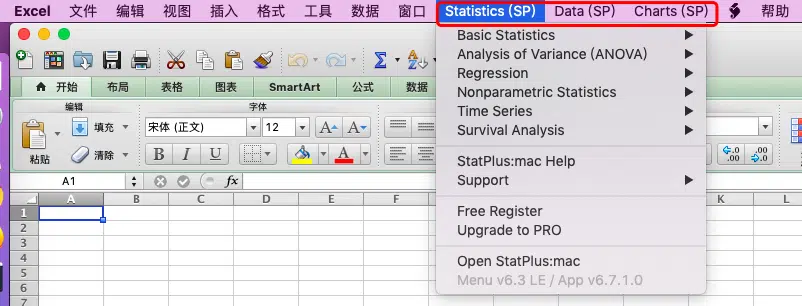 Excel 文件 编辑 视图 插入 格式 工具 数据 窗口 Statistics (SP) Data (SP) Charts (SP) 帮助
Basic Statistics
Analysis of Variance (ANOVA)
Regression
Nonparametric Statistics
Time Series
Survival Analysis
StatPlus:mac Help
Support
Free Register
Upgrade to PRO
Open StatPlus:mac
Menu v6.3 LE / App v6.7.1.0
开始 布局 表格 图表 SmartArt 公式 数据
编辑 字体
填充 宋体 (正文) 12 A A
粘贴 清除 B I U A .0 .00 .00 .0
A1 fx
A B C D E F K L
1
2
3
4
5
6
7